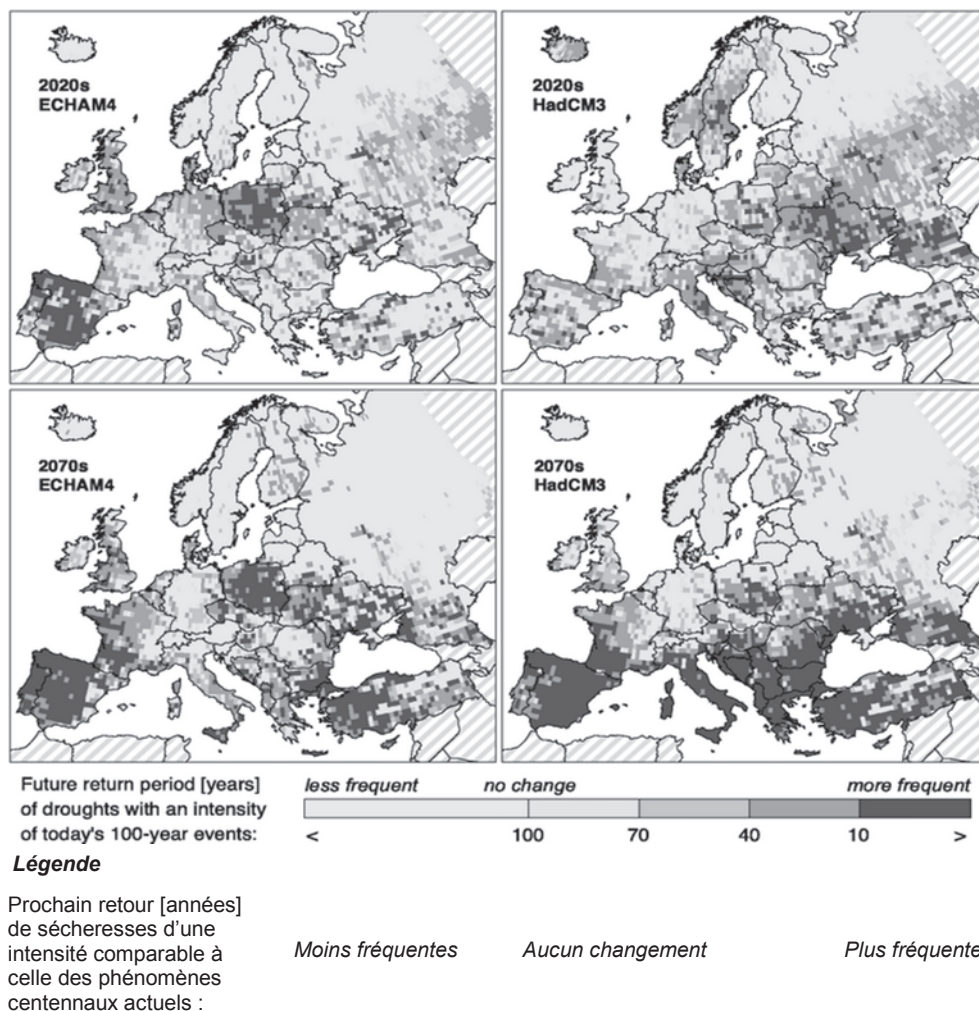 2020s
ECHAM4
2020s
HadCM3
2070s
ECHAM4
2070s
HadCM3
Future return period [years]
of droughts with an intensity
of today's 100-year events:
less frequent no change more frequent
< 100 70 40 10 >
Légende
Prochain retour [années]
de sécheresses d'une
intensité comparable à
celle des phénomènes
centennaux actuels :
Moins fréquentes Aucun changement Plus fréquente